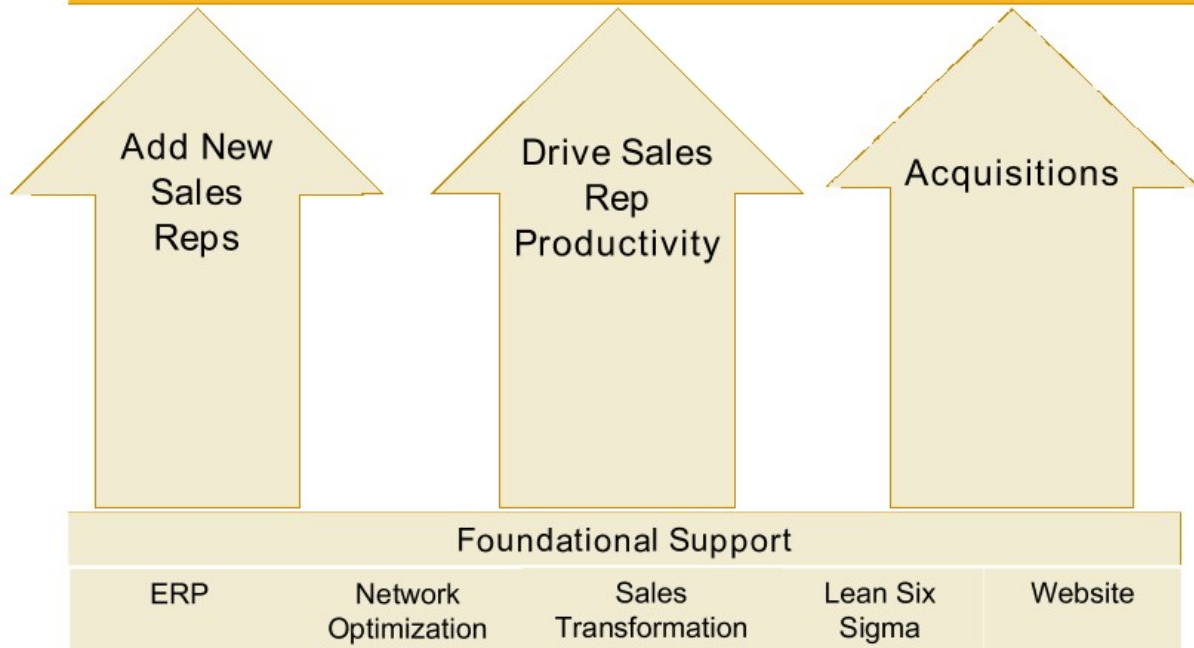 Add New
Sales
Reps
Drive Sales
Rep
Productivity
Acquisitions
Foundational Support
ERP
Network
Optimization
Sales
Transformation
Lean Six
Sigma
Website